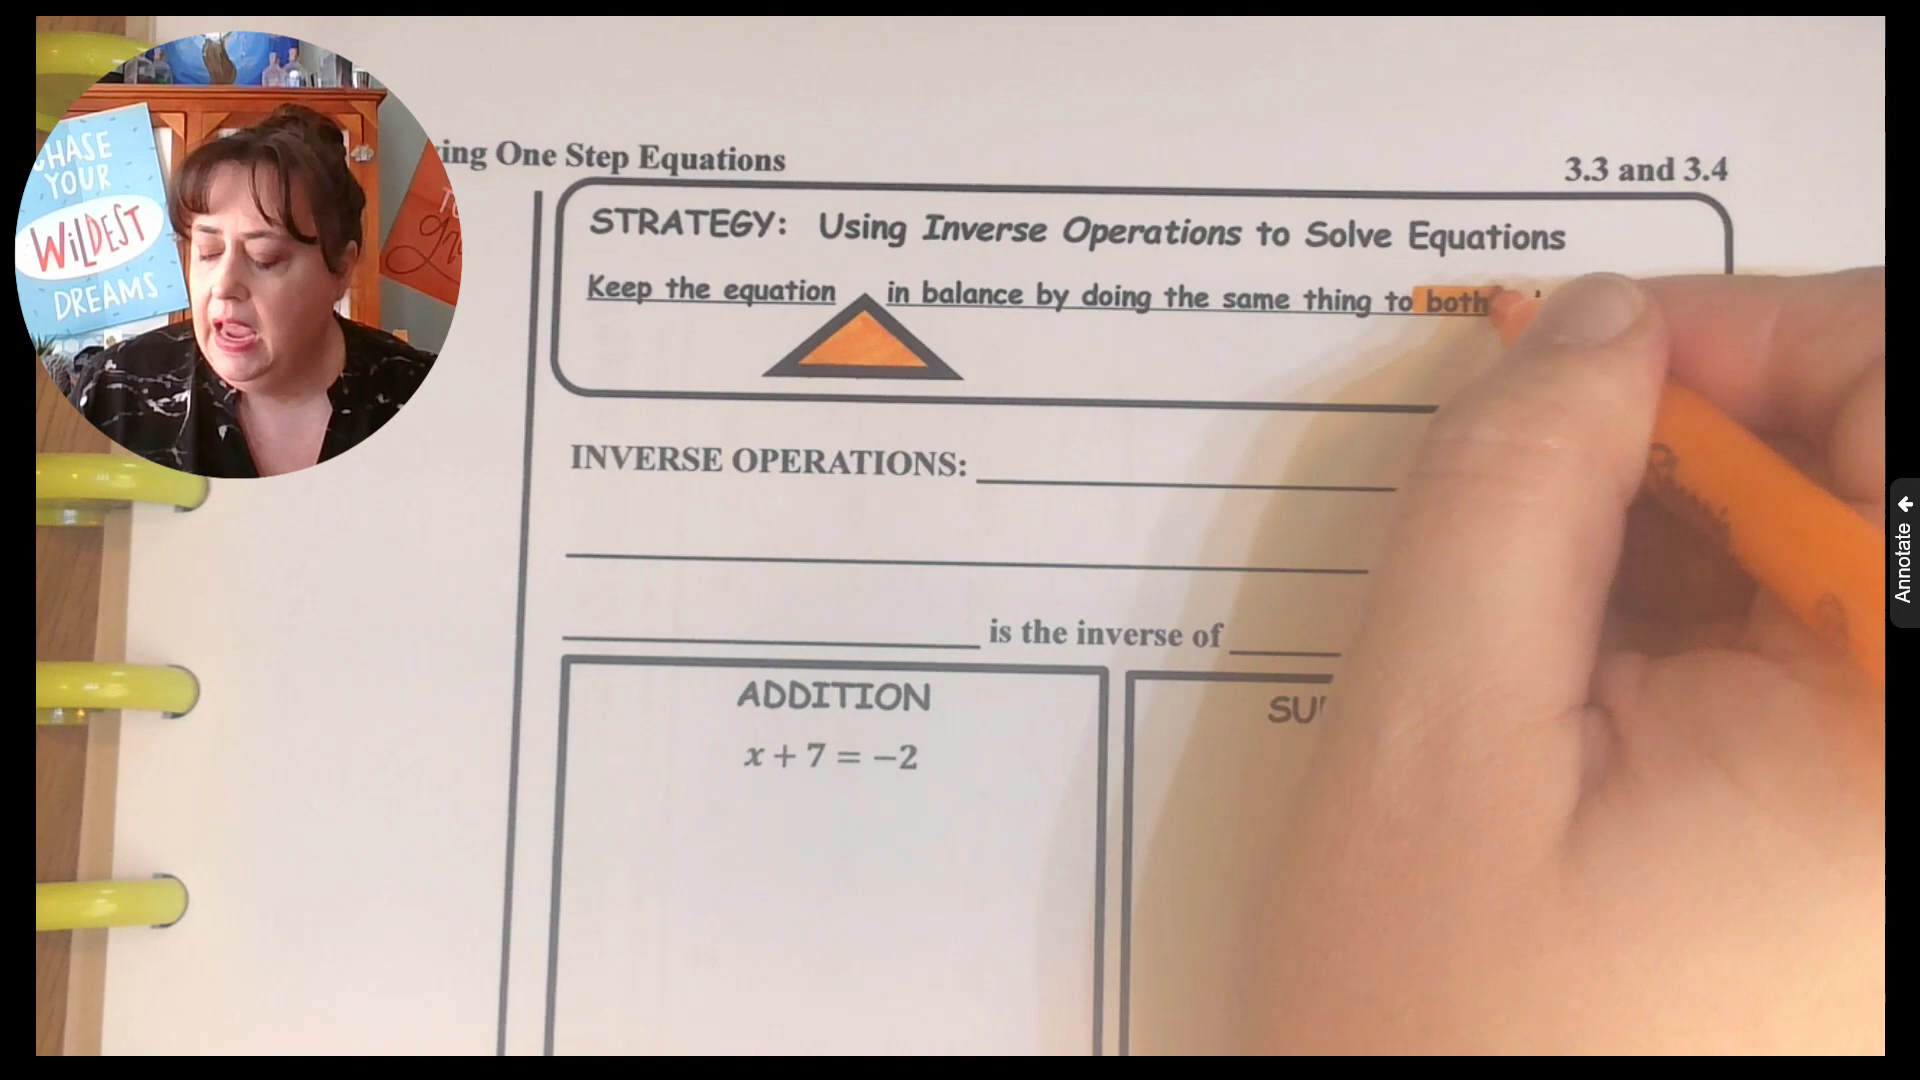 CHASE
YOUR
WiLDEST
DREAMS
One Step Equations
3.3 and 3.4
STRATEGY: Using Inverse Operations to Solve Equations
Keep the equation in balance by doing the same thing to both
INVERSE OPERATIONS:
is the inverse of
ADDITION
x + 7 = −2
Annotate